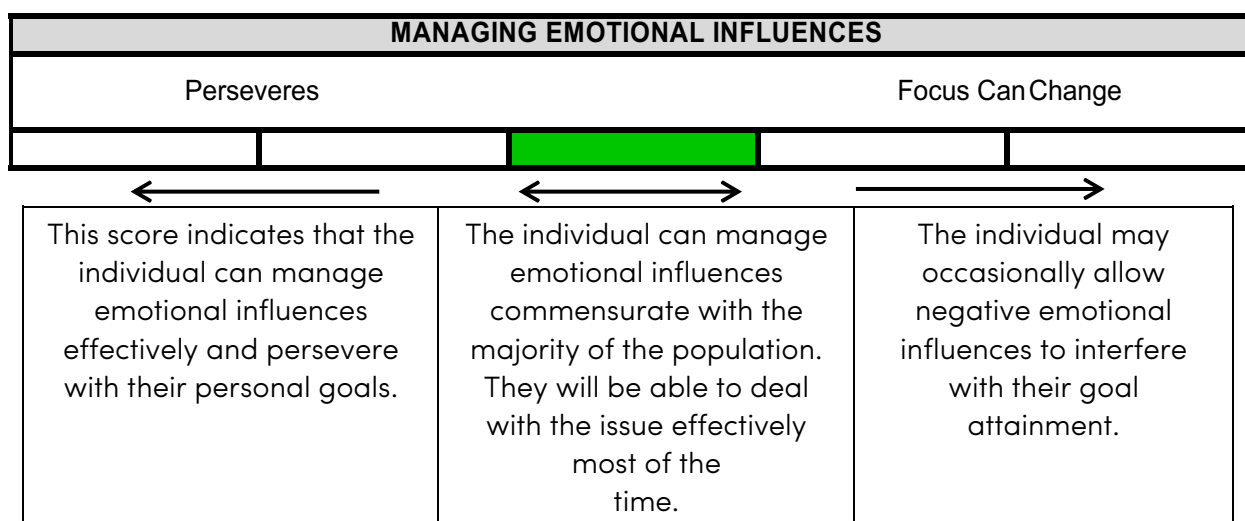 MANAGING EMOTIONAL INFLUENCES
Perseveres
Focus Can Change
This score indicates that the
individual can manage
emotional influences
effectively and persevere
with their personal goals.
The individual can manage
emotional influences
commensurate with the
majority of the population.
They will be able to deal
with the issue effectively
most of the
time.
The individual may
occasionally allow
negative emotional
influences to interfere
with their goal
attainment.